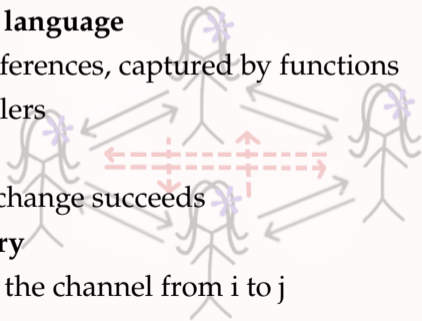 language
ferences, captured by functions
lers
change succeeds
ry
the channel from i to j